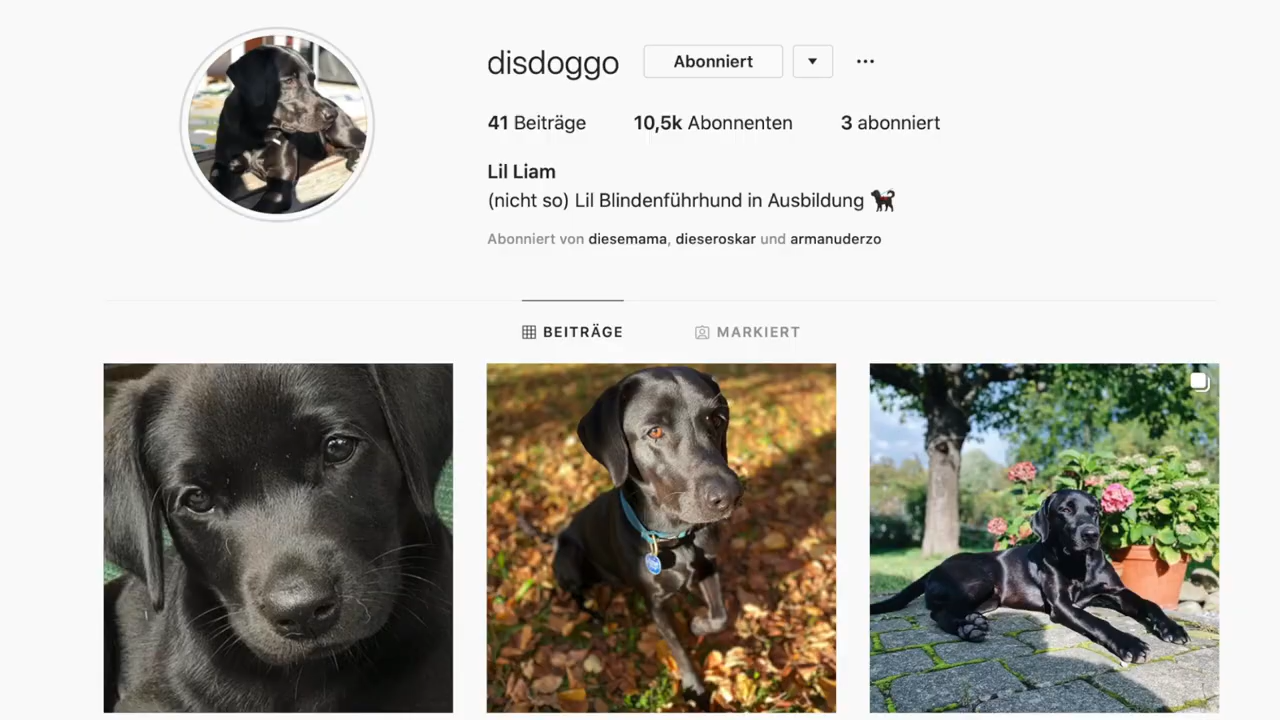 disdoggo Abonniert
41 Beiträge 10,5k Abonnenten 3 abonniert
Lil Liam
(nicht so) Lil Blindenführhund in Ausbildung
Abonniert von diesemama, dieseroskar und armanuderzo
BEITRÄGE MARKIERT